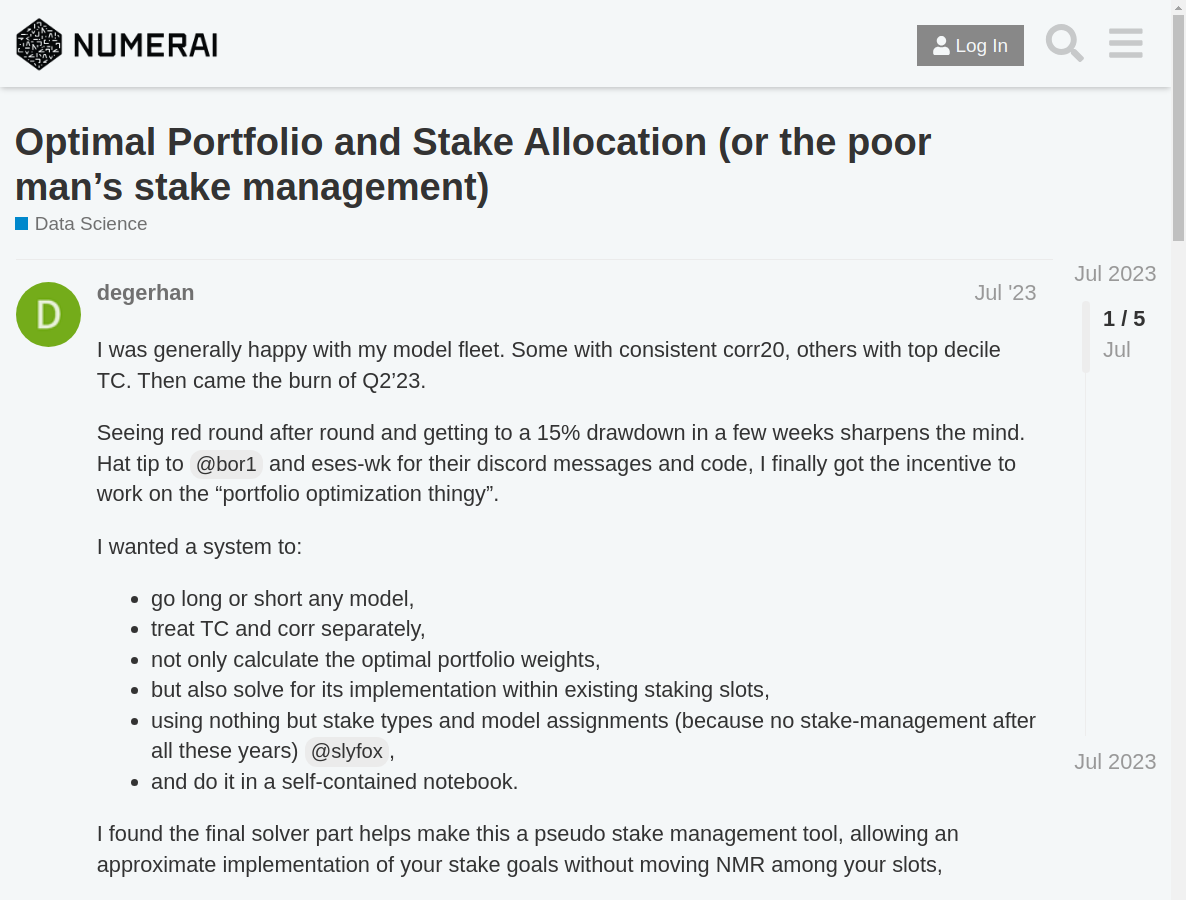 NUMERAI
Log In
Optimal Portfolio and Stake Allocation (or the poor
man’s stake management)
Data Science
D
degerhan
Jul '23
I was generally happy with my model fleet. Some with consistent corr20, others with top decile
TC. Then came the burn of Q2’23.
Seeing red round after round and getting to a 15% drawdown in a few weeks sharpens the mind.
Hat tip to @bor1 and eses-wk for their discord messages and code, I finally got the incentive to
work on the “portfolio optimization thingy”.
I wanted a system to:
• go long or short any model,
• treat TC and corr separately,
• not only calculate the optimal portfolio weights,
• but also solve for its implementation within existing staking slots,
• using nothing but stake types and model assignments (because no stake-management after
all these years) @slyfox,
• and do it in a self-contained notebook.
I found the final solver part helps make this a pseudo stake management tool, allowing an
approximate implementation of your stake goals without moving NMR among your slots,
Jul 2023
1 / 5
Jul
Jul 2023